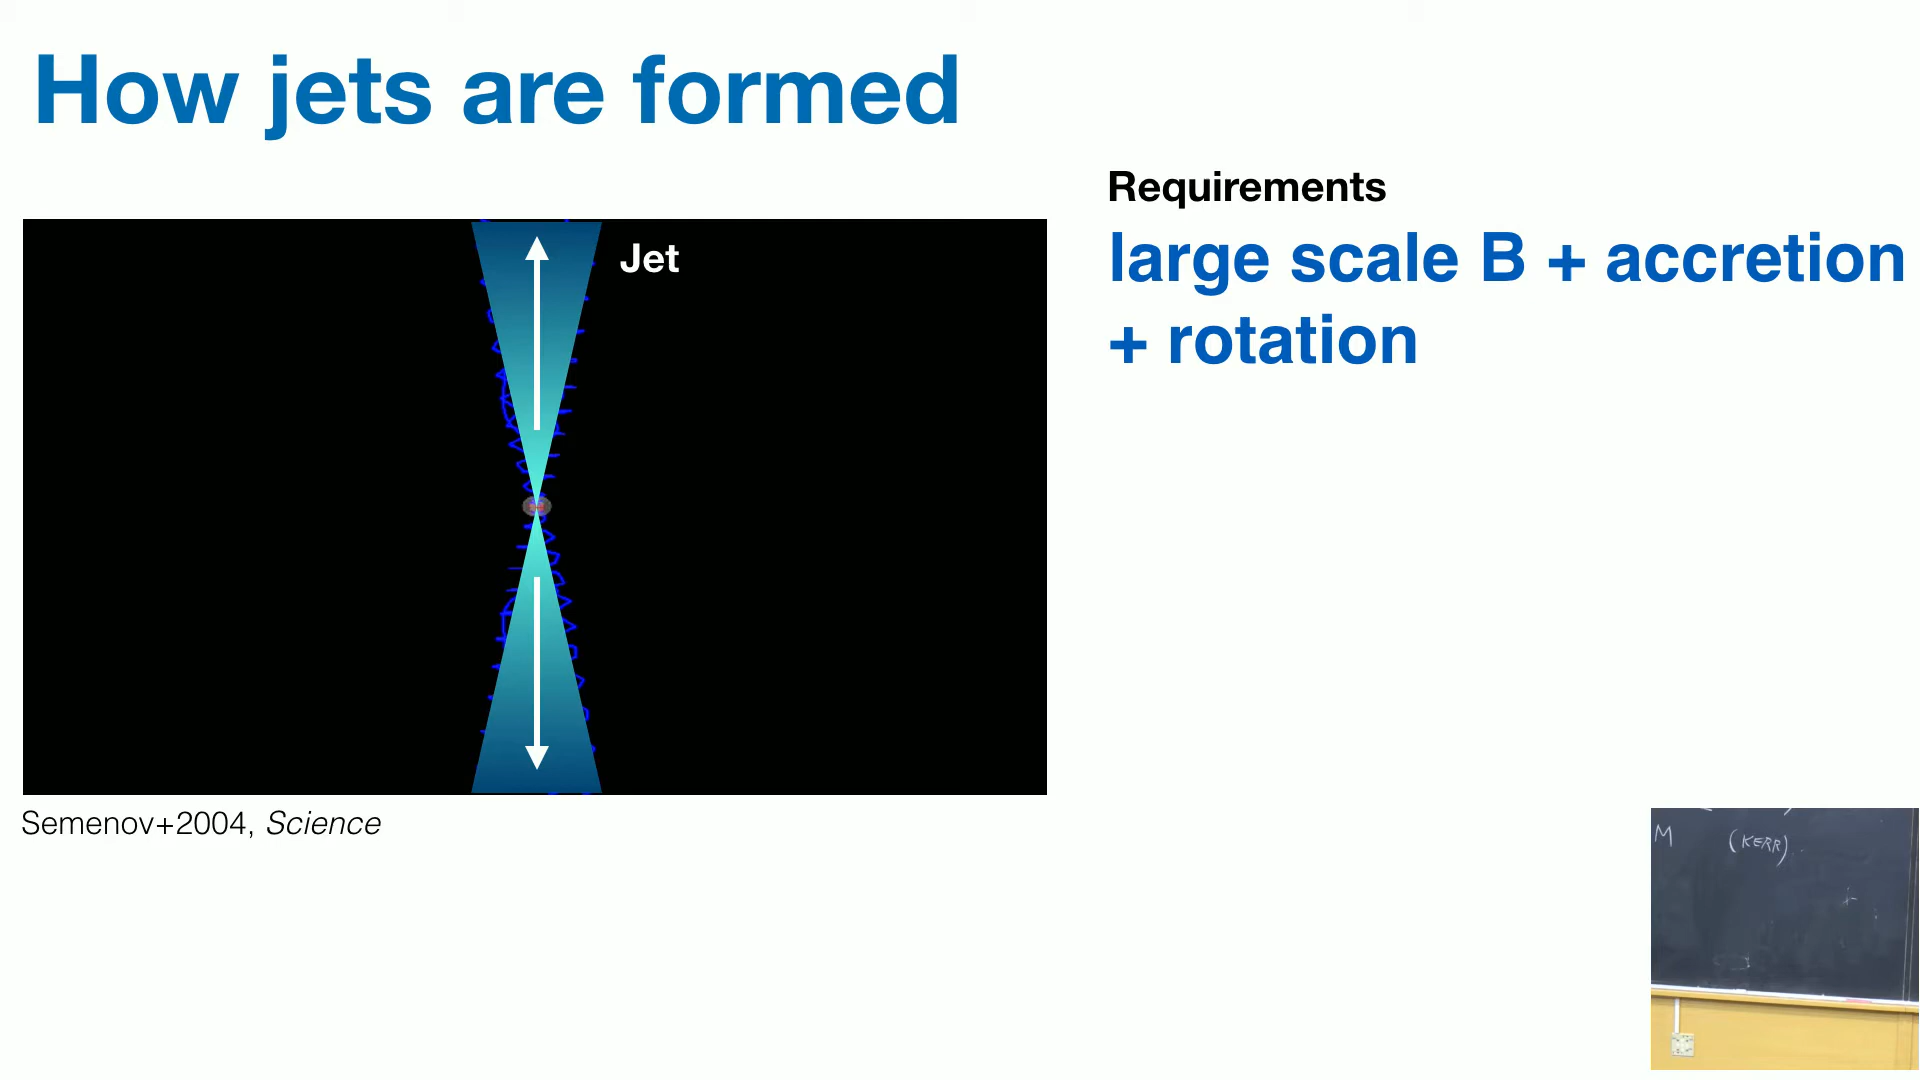 How jets are formed
Requirements
large scale B + accretion
+ rotation
Jet
Semenov+2004, Science
M (KERR)